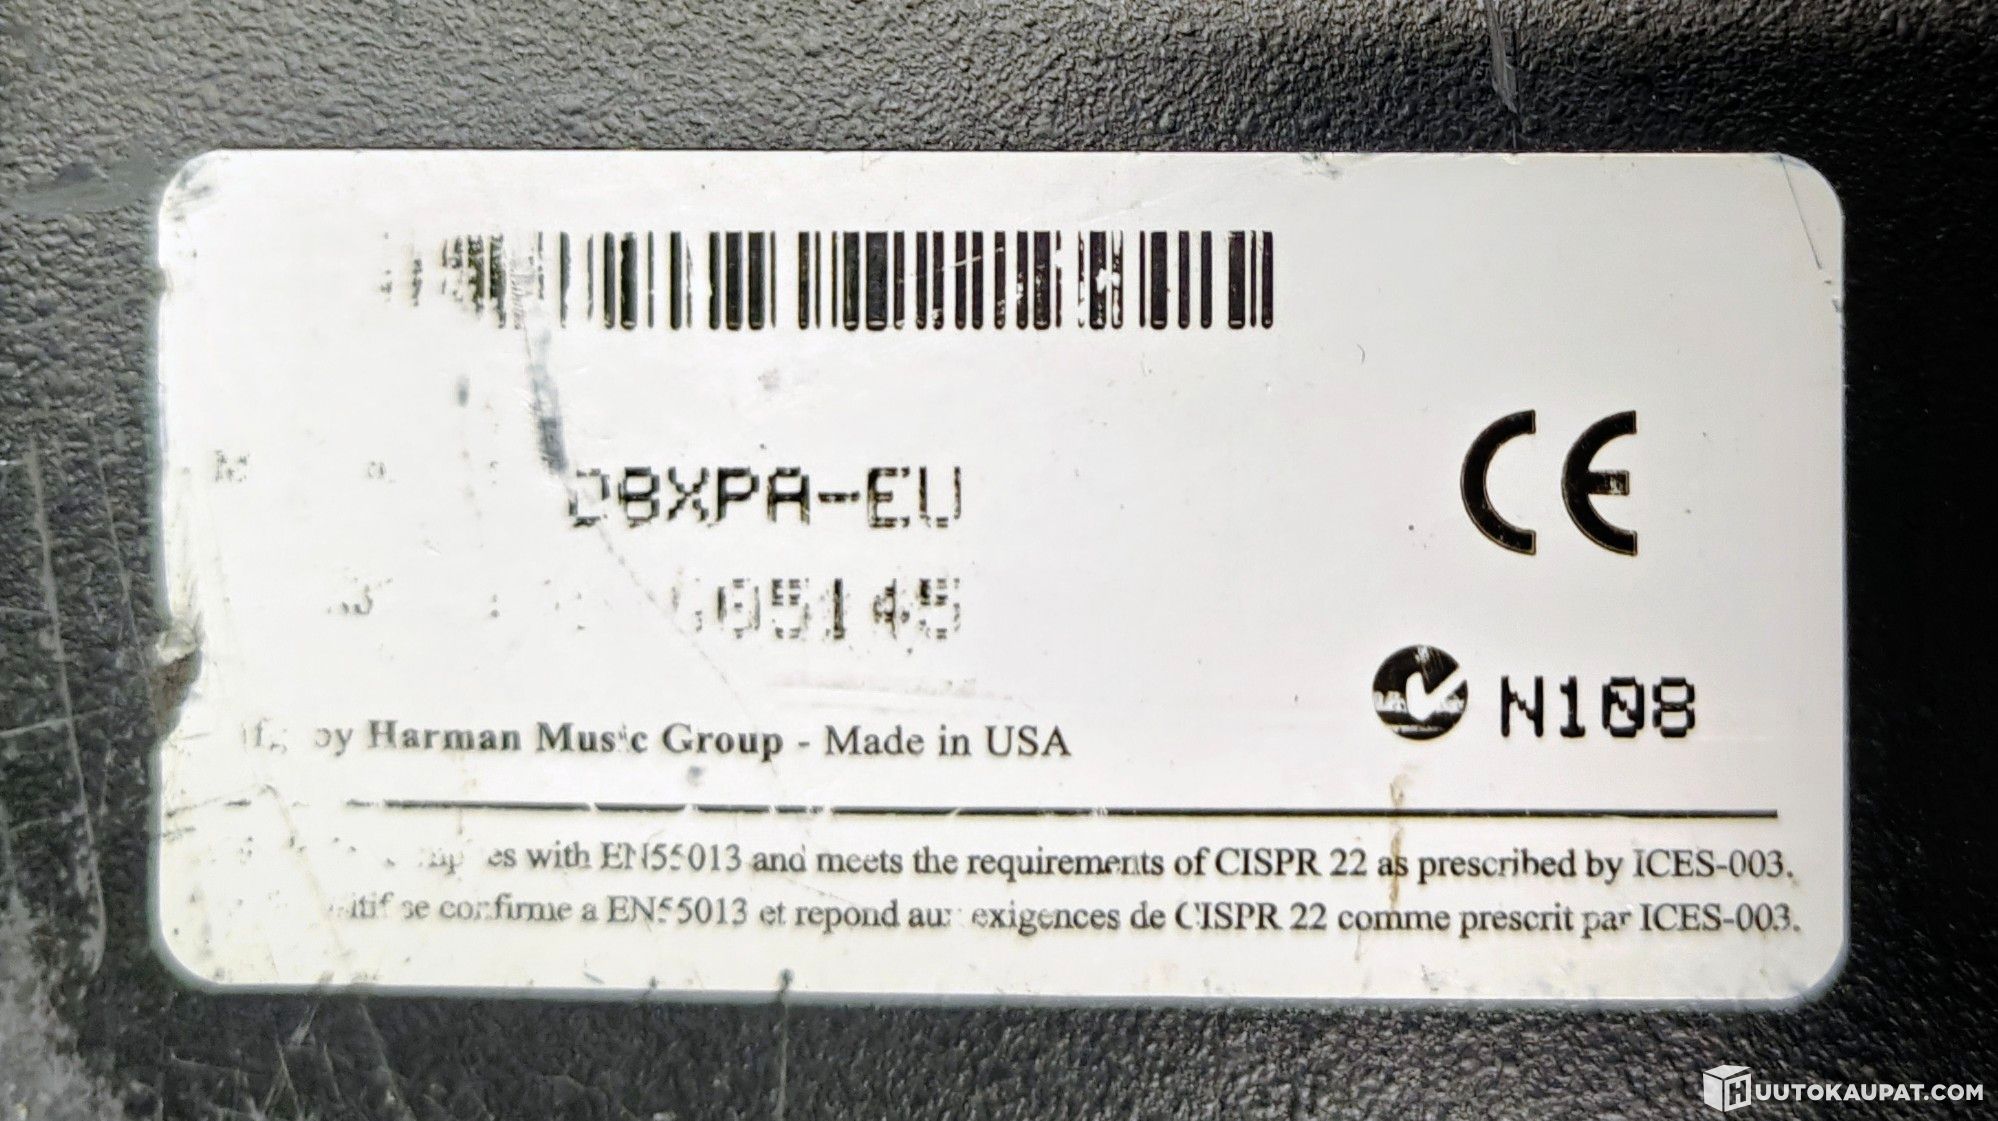 DBXPA-EU
CE
05145
N108
by Harman Music Group - Made in USA
with EN55013 and meets the requirements of CISPR 22 as prescribed by ICES-003.
se confirme a EN55013 et repond aux exigences de CISPR 22 comme prescrit par ICES-003.
HUUTOKAUPAT.COM